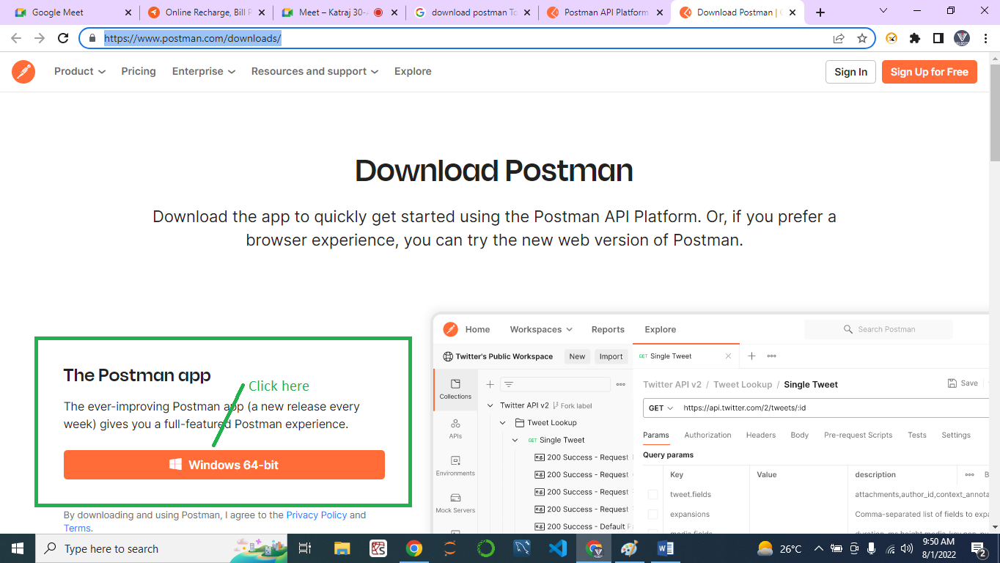 Google Meet
Online Recharge, Bill P
Meet – Katraj 30-
download postman To
Postman API Platform
Download Postman |
https://www.postman.com/downloads/
Product
Pricing
Enterprise
Resources and support
Explore
Sign In
Sign Up for Free
Download Postman
Download the app to quickly get started using the Postman API Platform. Or, if you prefer a
browser experience, you can try the new web version of Postman.
The Postman app
Click here
The ever-improving Postman app (a new release every
week) gives you a full-featured Postman experience.
Windows 64-bit
By downloading and using Postman, I agree to the Privacy Policy and
Terms.
Home
Workspaces
Reports
Explore
Search Postman
Twitter's Public Workspace
New
Import
GET Single Tweet
Collections
APIs
Environments
Mock Servers
Twitter API v2
Fork label
Tweet Lookup
GET Single Tweet
e.g. 200 Success - Request
e.g. 200 Success - Request
e.g. 200 Success - Request
e.g. 200 Success - Request
e.g. 200 Success - Default P
Twitter API v2 / Tweet Lookup / Single Tweet
Save
GET
https://api.twitter.com/2/tweets/:id
Params
Authorization
Headers
Body
Pre-request Scripts
Tests
Settings
Query params
Key
Value
description
B
tweet.fields
attachments,author_id,context_annota
expansions
Comma-separated list of fields to expa
Type here to search
26°C
9:50 AM
8/1/2022
2